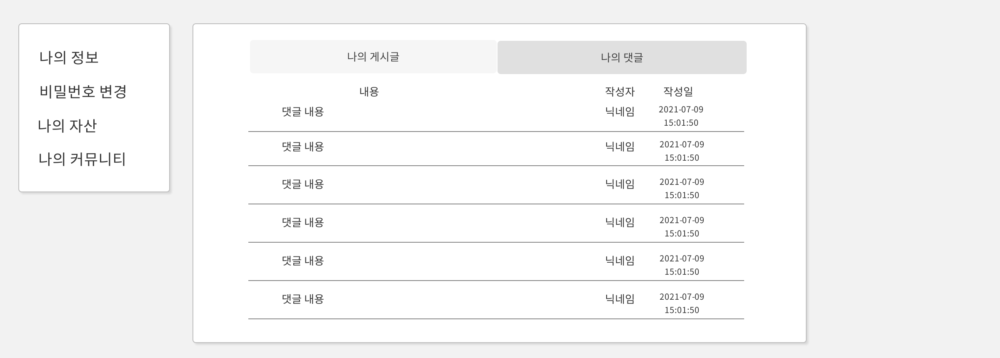 나의 정보
비밀번호 변경
나의 자산
나의 커뮤니티
나의 게시글 나의 댓글
내용 작성자 작성일
댓글 내용 닉네임 2021-07-09
15:01:50
댓글 내용 닉네임 2021-07-09
15:01:50
댓글 내용 닉네임 2021-07-09
15:01:50
댓글 내용 닉네임 2021-07-09
15:01:50
댓글 내용 닉네임 2021-07-09
15:01:50
댓글 내용 닉네임 2021-07-09
15:01:50